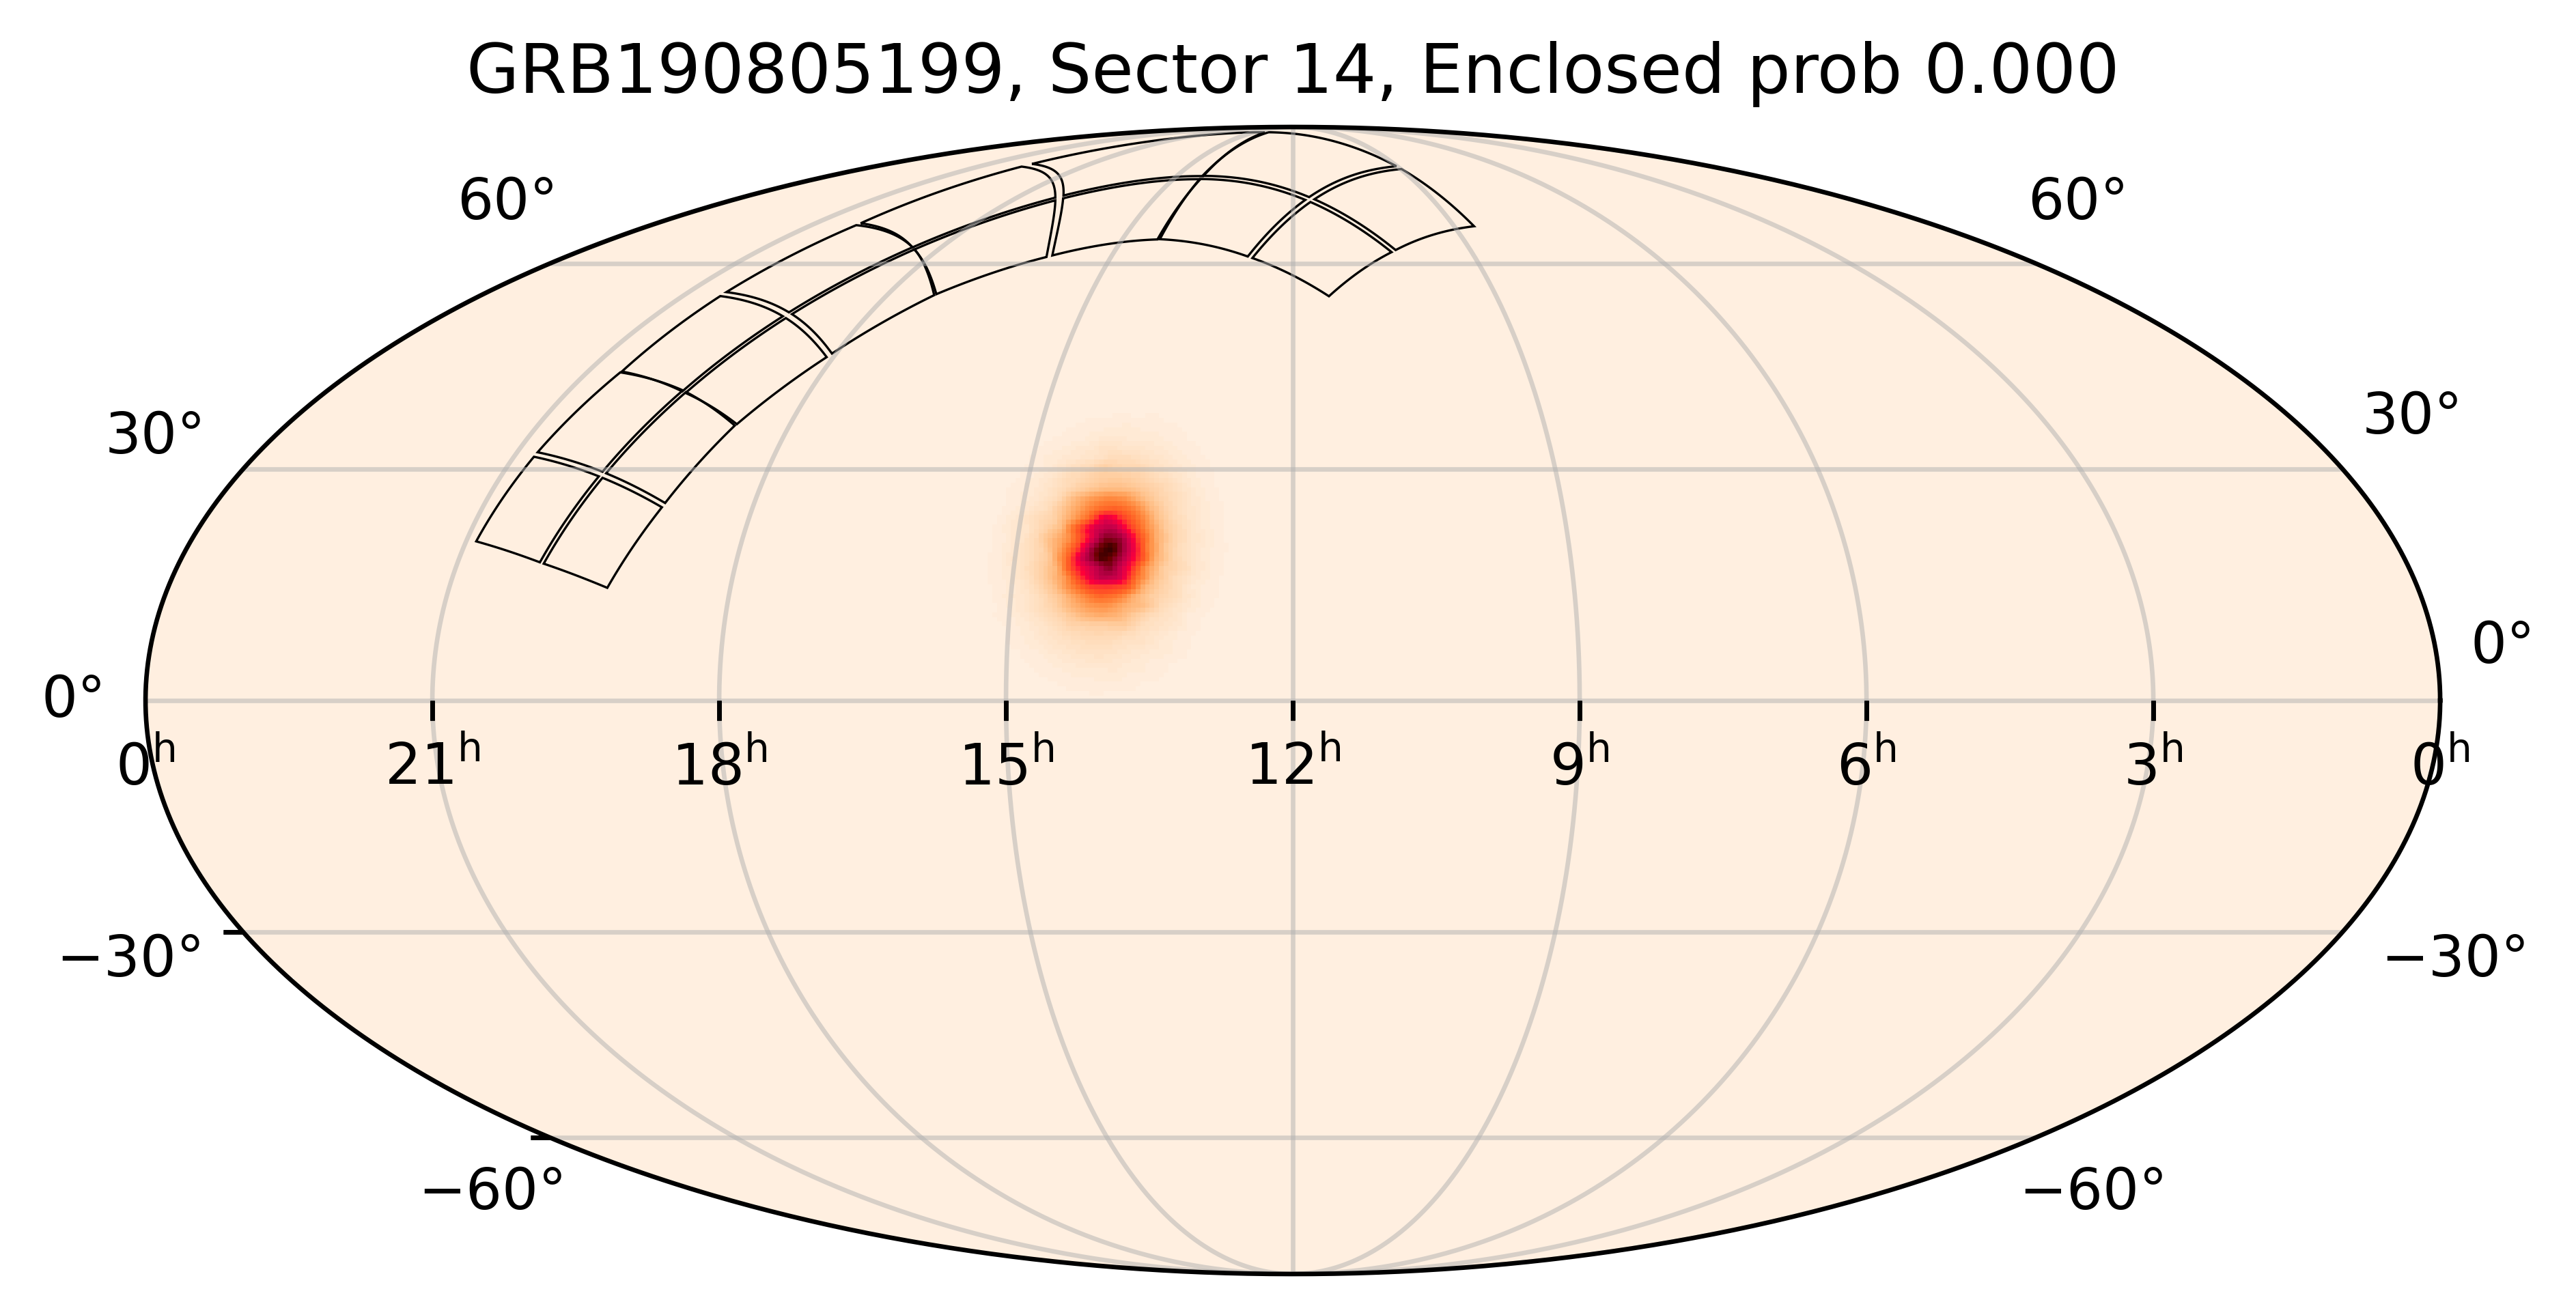 GRB190805199, Sector 14, Enclosed prob 0.000
60° 60°
30° 30°
0° 0°
0ʰ 21ʰ 18ʰ 15ʰ 12ʰ 9ʰ 6ʰ 3ʰ 0ʰ
−30° −30°
−60° −60°